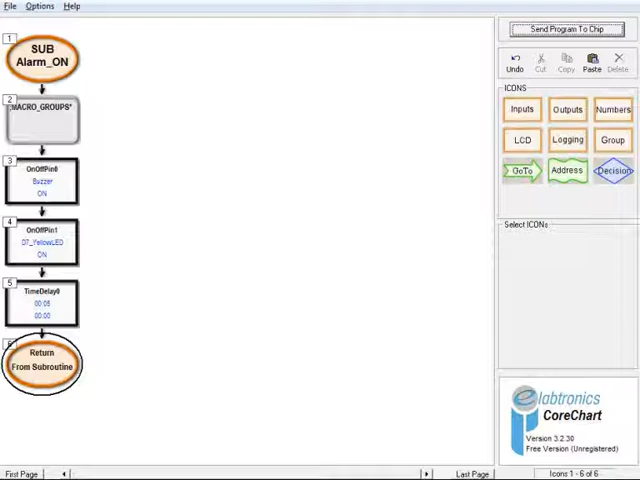 File Options Help
1
SUB
Alarm_ON
2
;MACRO_GROUPS*
3
OnOffPin0
Buzzer
ON
4
OnOffPin1
O7_YellowLED
ON
5
TimeDelay0
00:05
00:00
6
Return
From Subroutine
Send Program To Chip
Undo Cut Copy Paste Delete
ICONS
Inputs Outputs Numbers
LCD Logging Group
GoTo Address Decision
Select ICONs
elabtronics
CoreChart
Version 3.2.30
Free Version (Unregistered)
First Page Last Page Icons 1 - 6 of 6